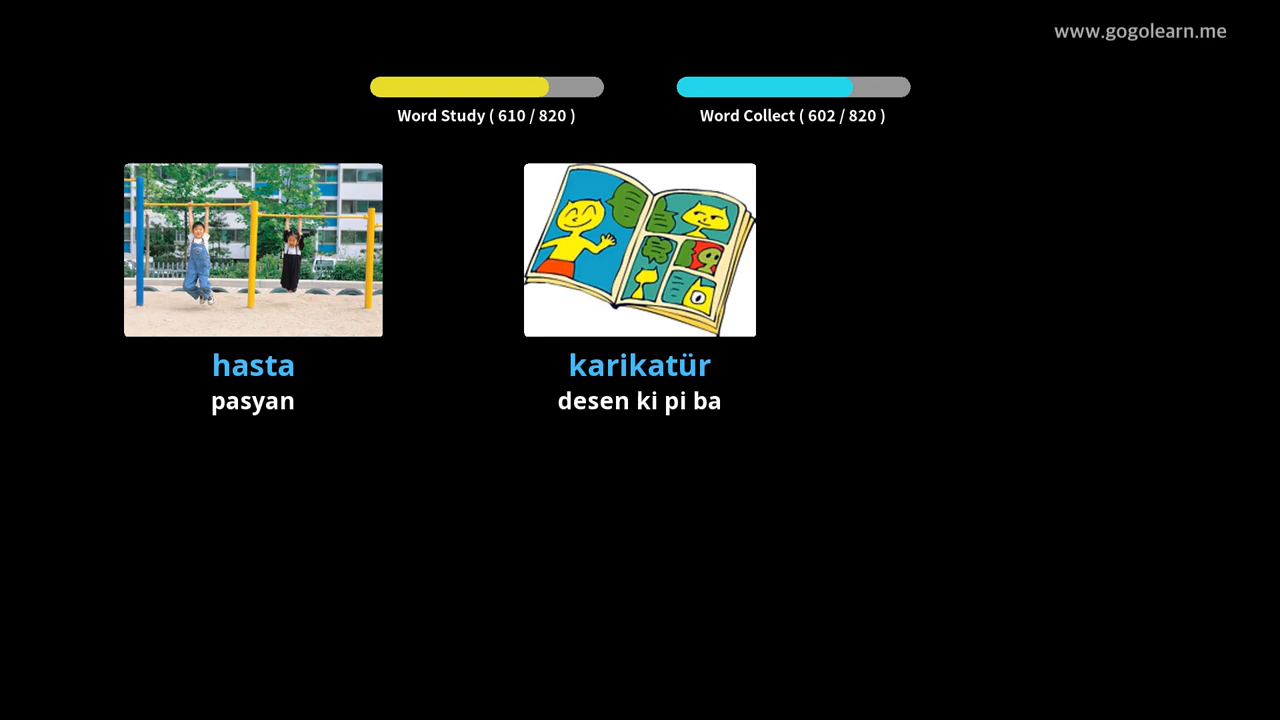 www.gogolearn.me
Word Study ( 610 / 820 )
Word Collect ( 602 / 820 )
hasta
pasyan
karikatür
desen ki pi ba